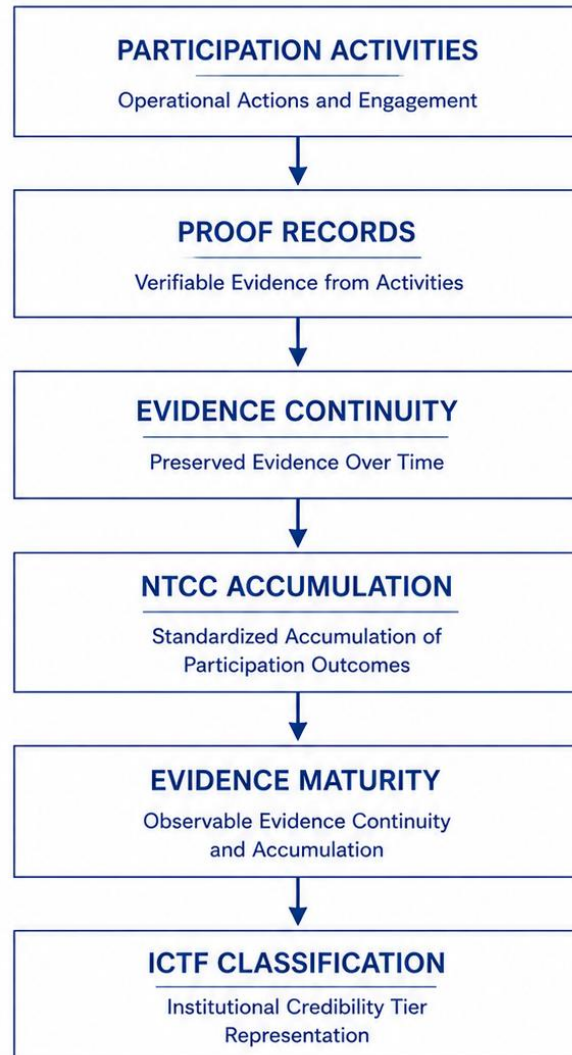 PARTICIPATION ACTIVITIES
Operational Actions and Engagement
PROOF RECORDS
Verifiable Evidence from Activities
EVIDENCE CONTINUITY
Preserved Evidence Over Time
NTCC ACCUMULATION
Standardized Accumulation of
Participation Outcomes
EVIDENCE MATURITY
Observable Evidence Continuity
and Accumulation
ICTF CLASSIFICATION
Institutional Credibility Tier
Representation